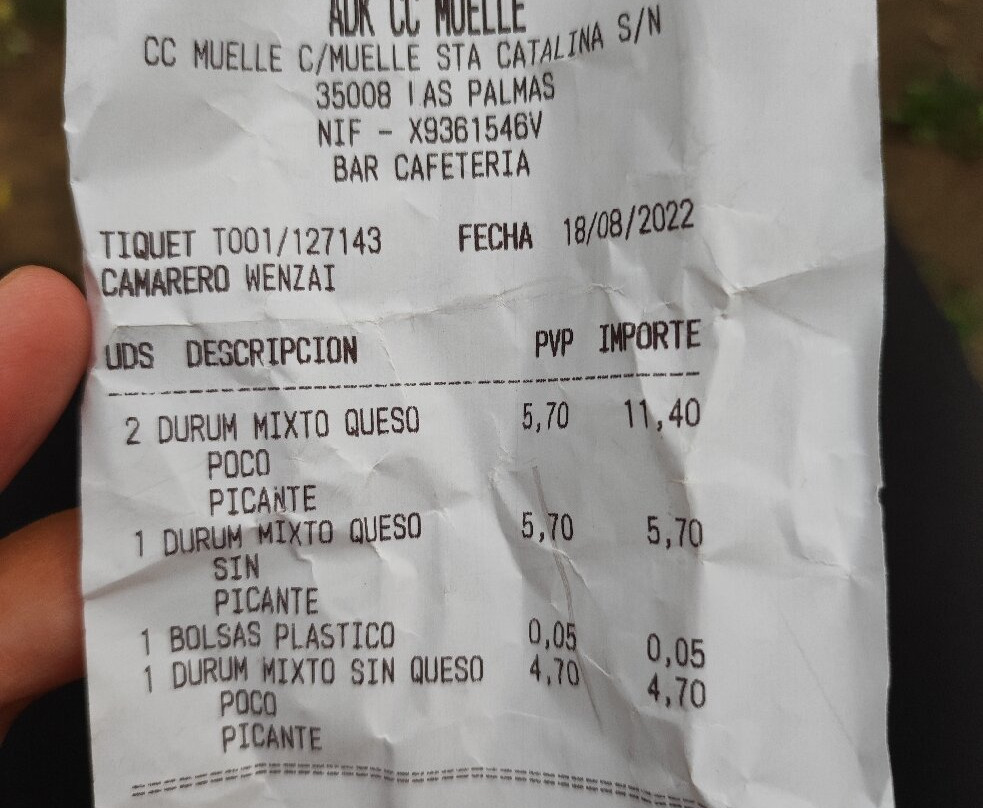 ADK CC MUELLE
CC MUELLE C/MUELLE STA CATALINA S/N
35008 LAS PALMAS
NIF - X9361546V
BAR CAFETERIA
TIQUET T001/127143 FECHA 18/08/2022
CAMARERO WENZAI
UDS DESCRIPCION PVP IMPORTE
2 DURUM MIXTO QUESO 5,70 11,40
POCO
PICANTE
1 DURUM MIXTO QUESO 5,70 5,70
SIN
PICANTE
1 BOLSAS PLASTICO 0,05 0,05
1 DURUM MIXTO SIN QUESO 4,70 4,70
POCO
PICANTE